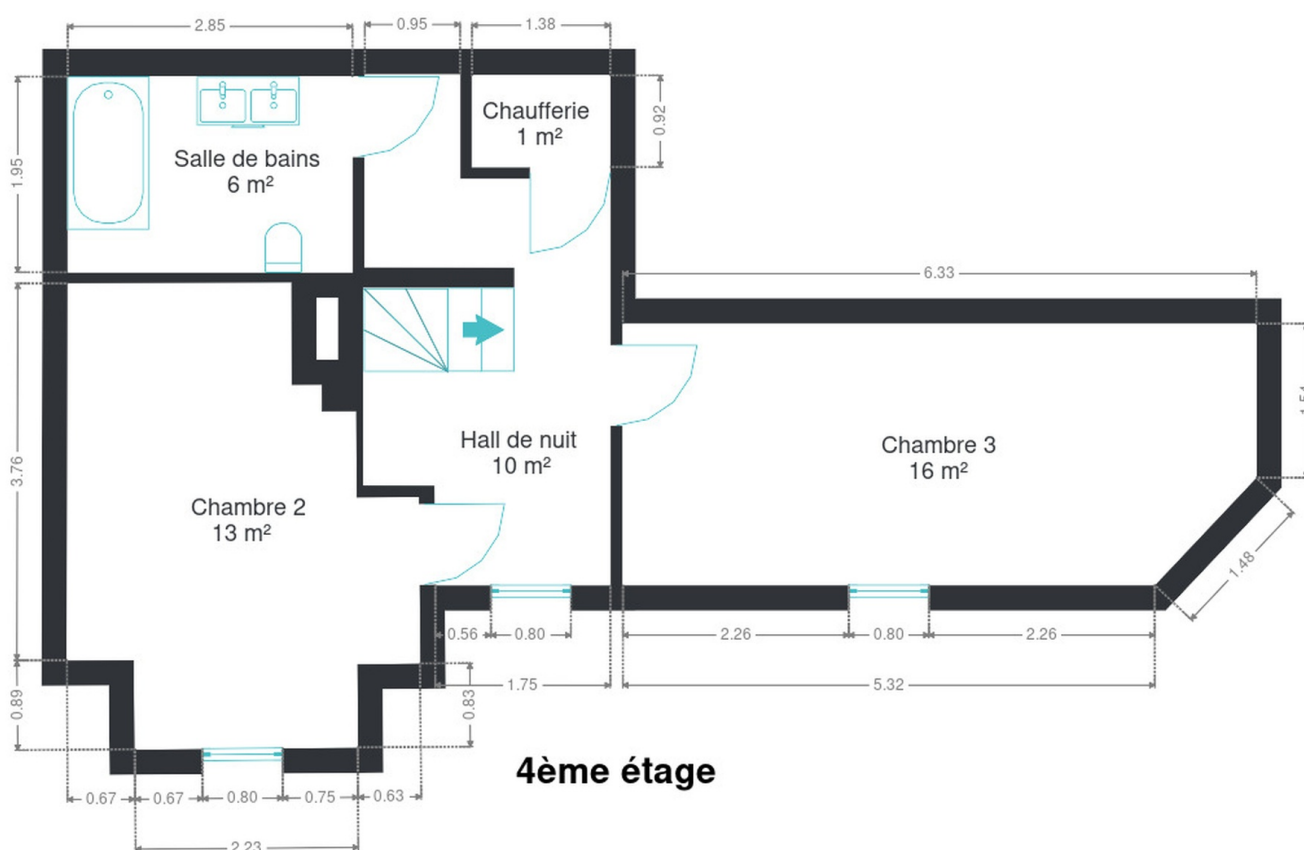 2.85
0.95
1.38
Chaufferie
1 m²
0.92
Salle de bains
6 m²
1.95
6.33
Hall de nuit
10 m²
Chambre 3
16 m²
3.76
Chambre 2
13 m²
1.48
0.56
0.80
2.26
0.80
2.26
1.75
5.32
0.89
0.83
4ème étage
0.67
0.67
0.80
0.75
0.63
2.23